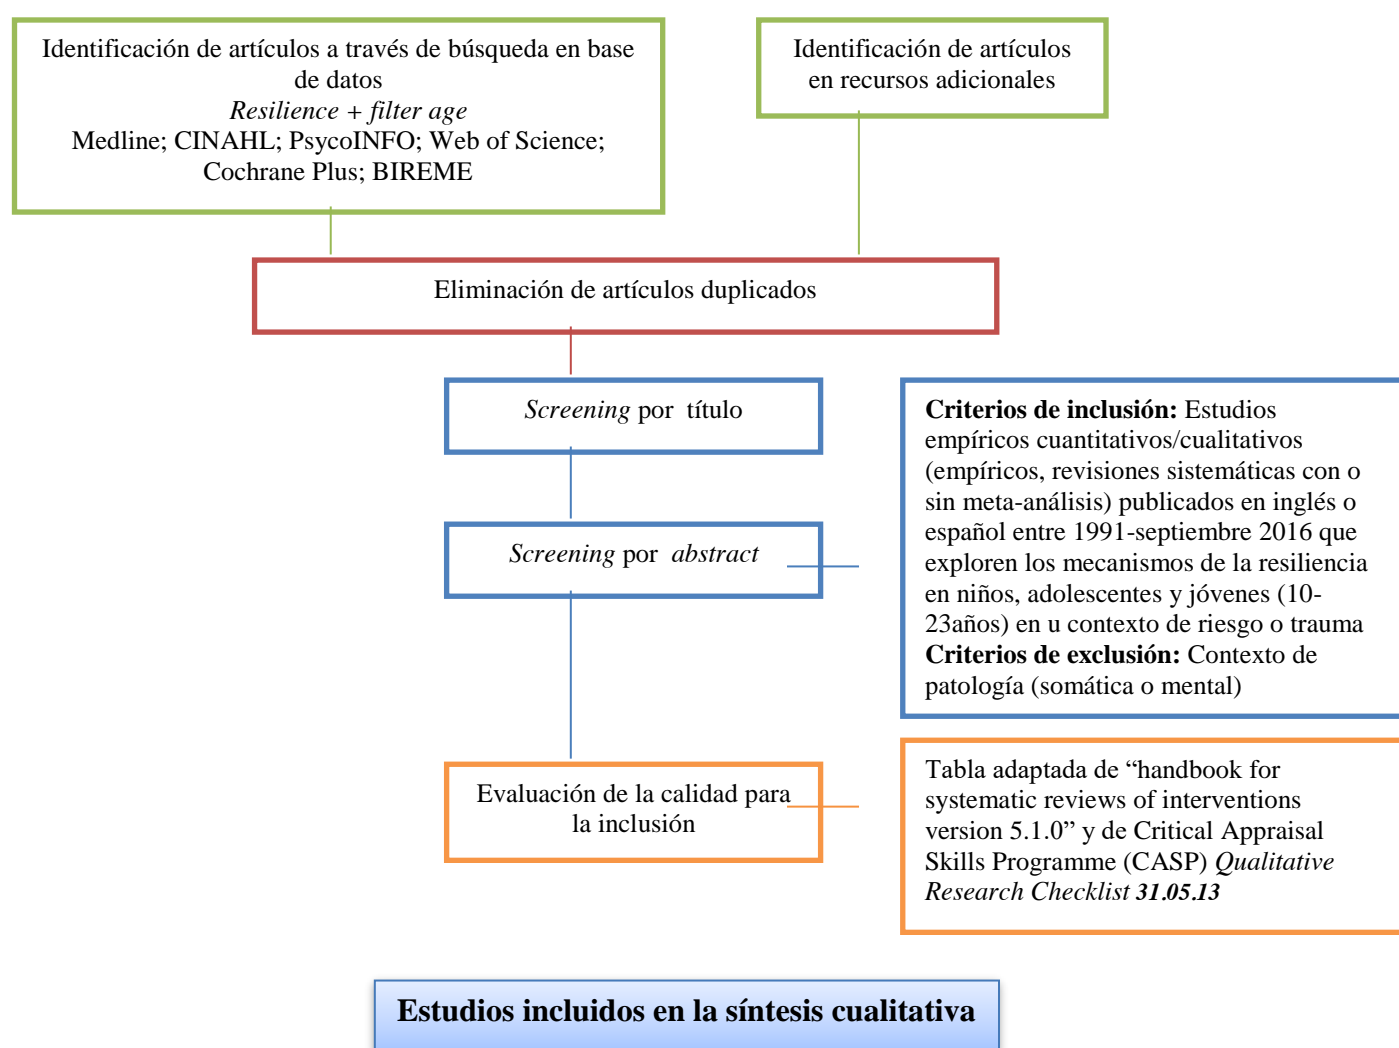 Identificación de artículos a través de búsqueda en base
de datos
Resilience + filter age
Medline; CINAHL; PsycoINFO; Web of Science;
Cochrane Plus; BIREME
Identificación de artículos
en recursos adicionales
Eliminación de artículos duplicados
Screening por título
Screening por abstract
Criterios de inclusión: Estudios
empíricos cuantitativos/cualitativos
(empíricos, revisiones sistemáticas con o
sin meta-análisis) publicados en inglés o
español entre 1991-septiembre 2016 que
exploren los mecanismos de la resiliencia
en niños, adolescentes y jóvenes (10-
23años) en u contexto de riesgo o trauma
Criterios de exclusión: Contexto de
patología (somática o mental)
Evaluación de la calidad para
la inclusión
Tabla adaptada de “handbook for
systematic reviews of interventions
version 5.1.0” y de Critical Appraisal
Skills Programme (CASP) Qualitative
Research Checklist 31.05.13
Estudios incluidos en la síntesis cualitativa